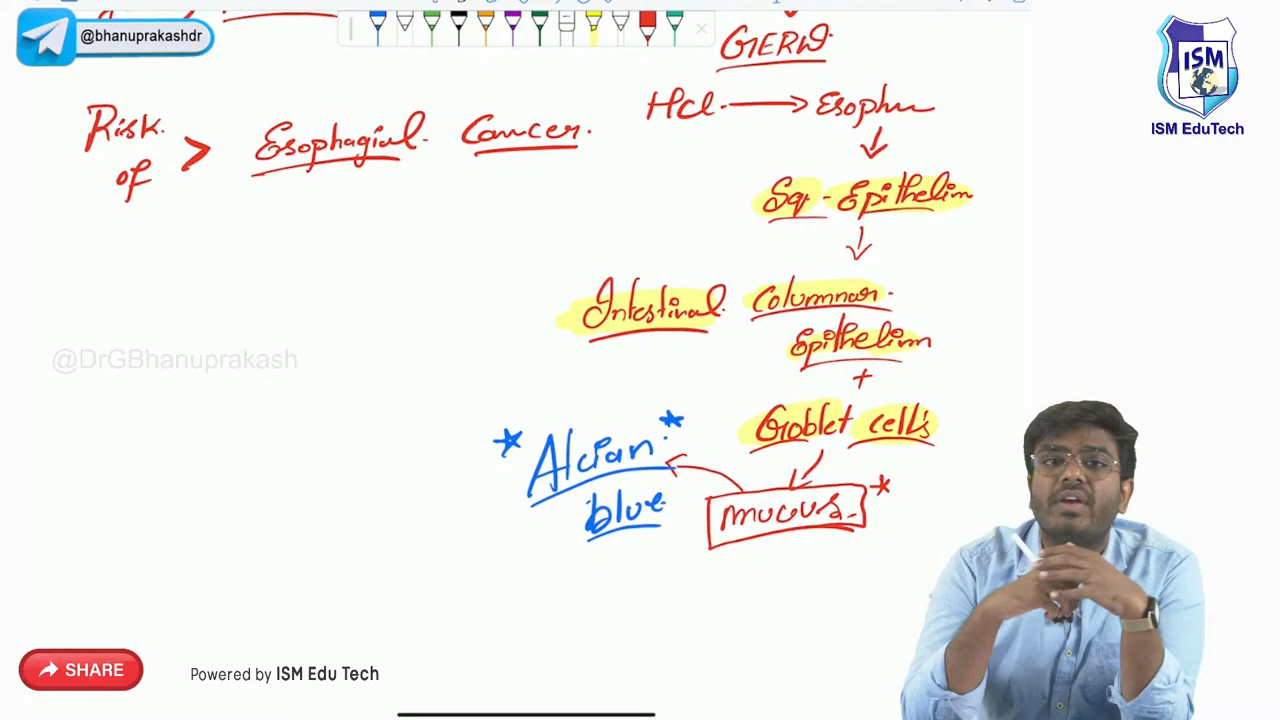 @bhanuprakashdr
GERD.
HCl. → Esophu
ISM
ISM EduTech
Risk. of > Esophagial. Cancer.
Sq. - Epithelim
Intestinal. Columnar.
Epithelim
+
@DrGBhanuprakash
Goblet cells
* Alcian. *
blue
mucus. *
SHARE
Powered by ISM Edu Tech